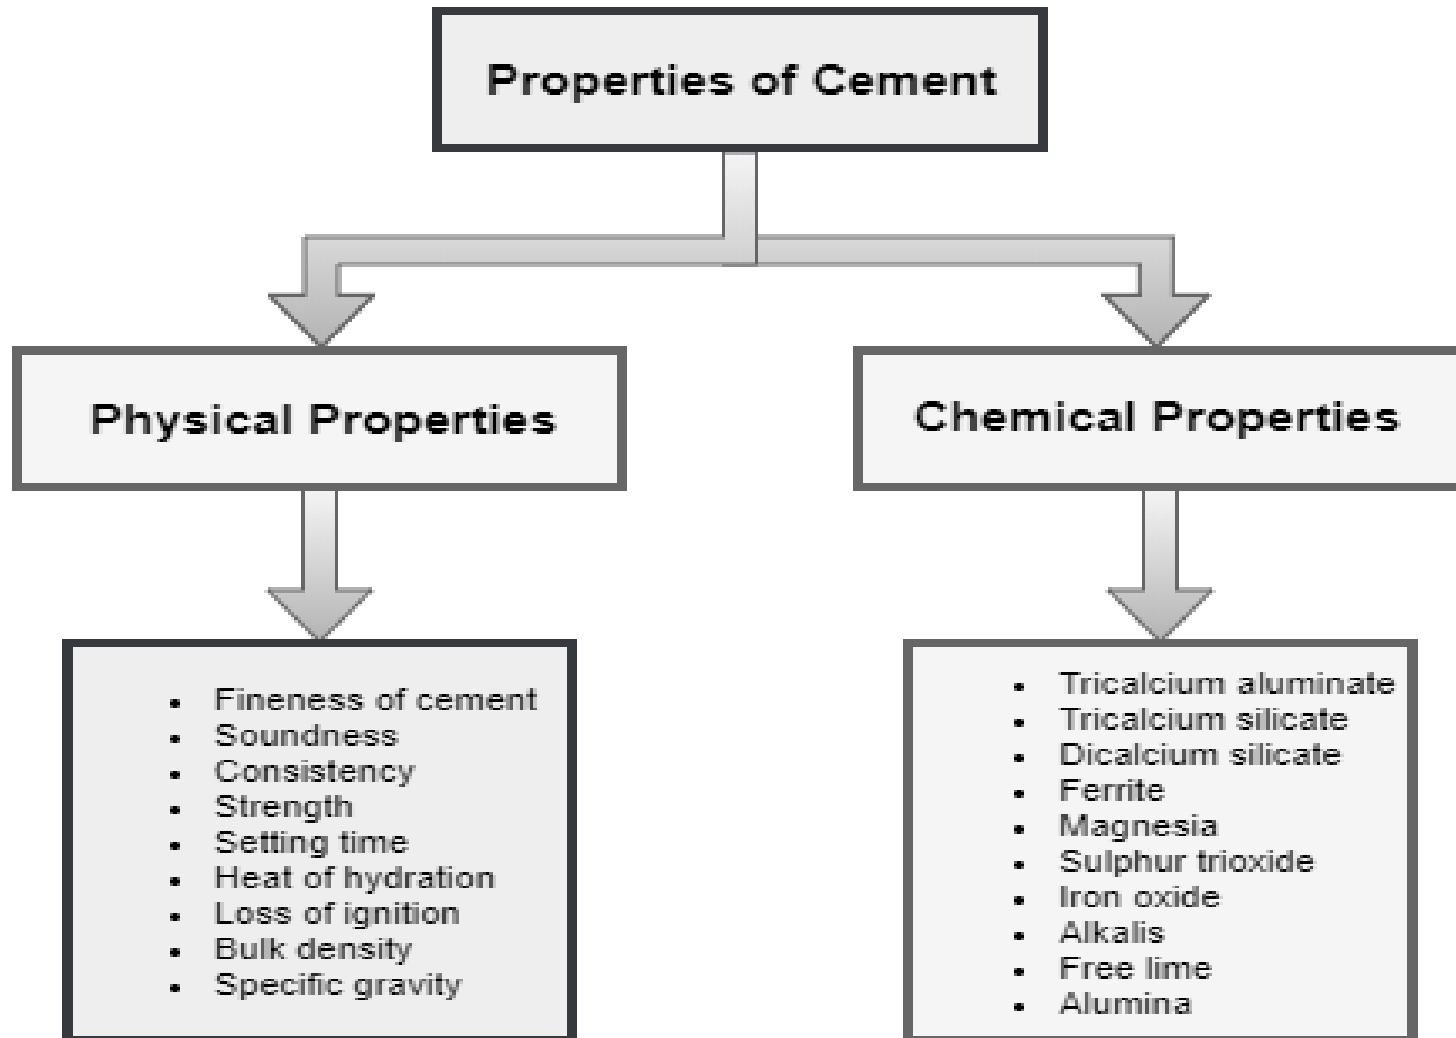 Properties of Cement
Physical Properties
Chemical Properties
• Fineness of cement
• Soundness
• Consistency
• Strength
• Setting time
• Heat of hydration
• Loss of ignition
• Bulk density
• Specific gravity
• Tricalcium aluminate
• Tricalcium silicate
• Dicalcium silicate
• Ferrite
• Magnesia
• Sulphur trioxide
• Iron oxide
• Alkalis
• Free lime
• Alumina